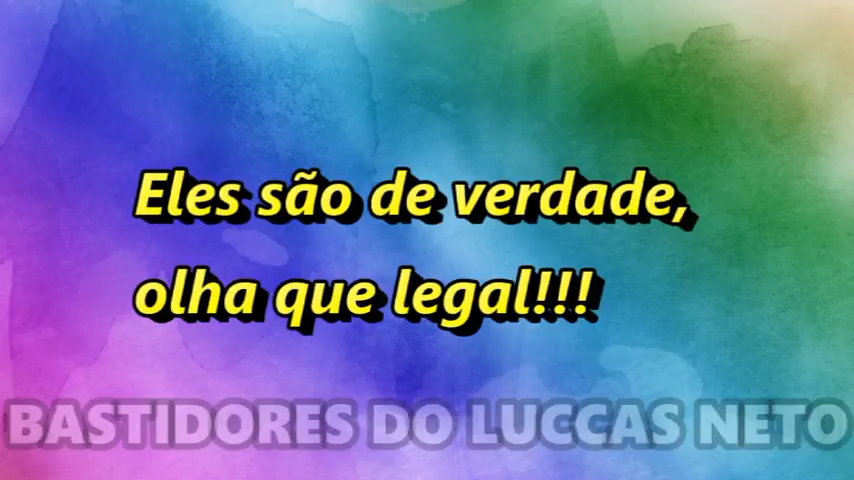 Eles são de verdade,
olha que legal!!!
BASTIDORES DO LUCCAS NETO